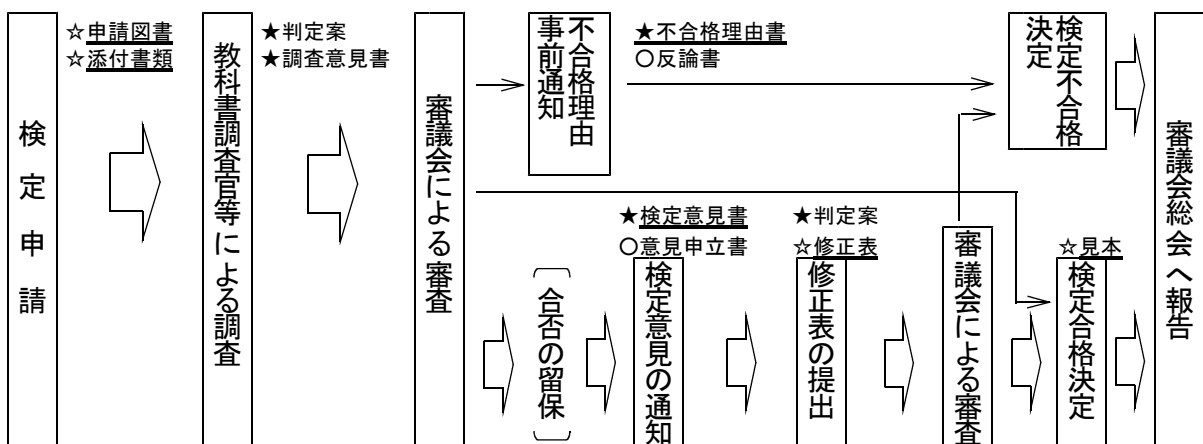 検定申請
☆申請図書
☆添付書類
教科書調査官等による調査
★判定案
★調査意見書
審議会による審査
不合格理由
事前通知
★不合格理由書
〇反論書
検定不合格
決定
合否の留保
★検定意見書
〇意見申立書
検定意見の通知
★判定案
☆修正表
修正表の提出
審議会による審査
☆見本
検定合格決定
審議会総会へ報告